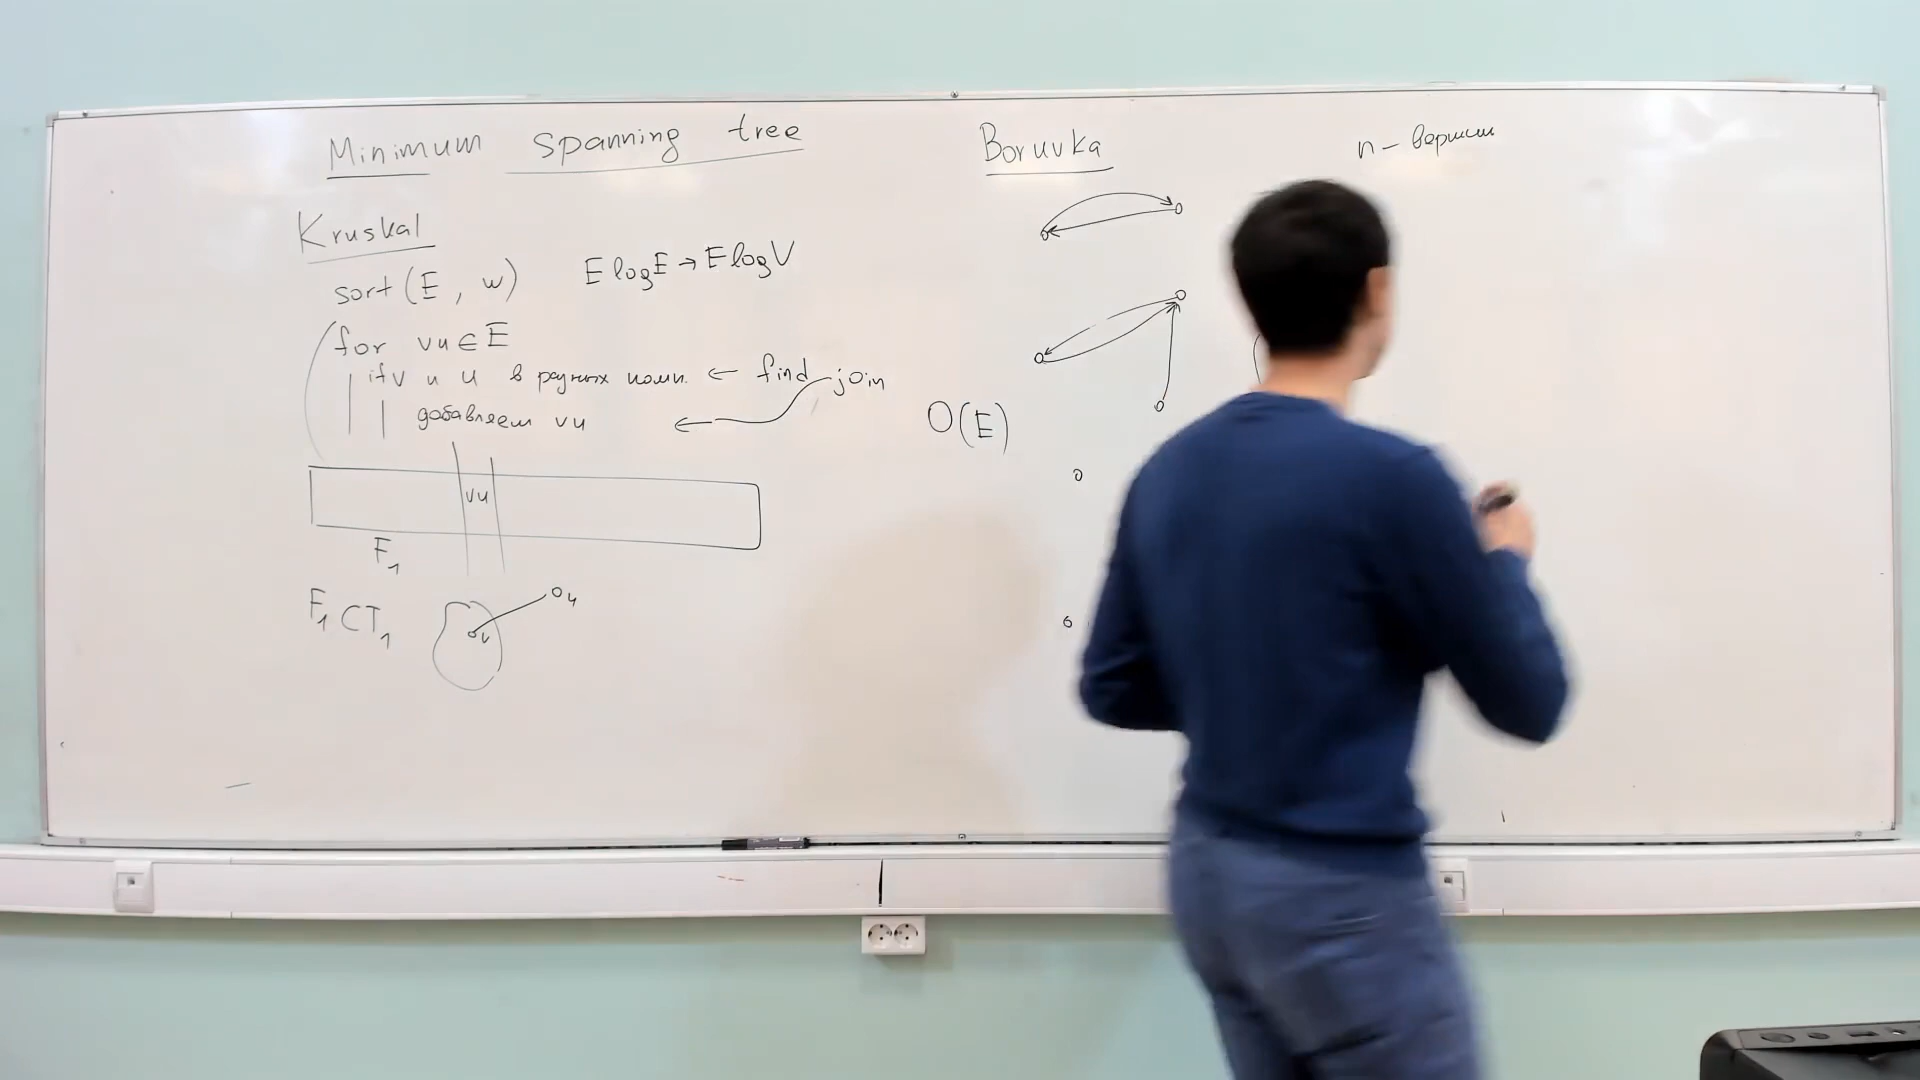 Minimum spanning tree
Kruskal
sort (E, w)
E log E → E log V
for vu ∈ E
if v и u в разных комп. ← find join
добавляем vu ←
vu
F₁
F₁ ⊂ T₁
v
u
Boruvka
O(E)
n - вершин